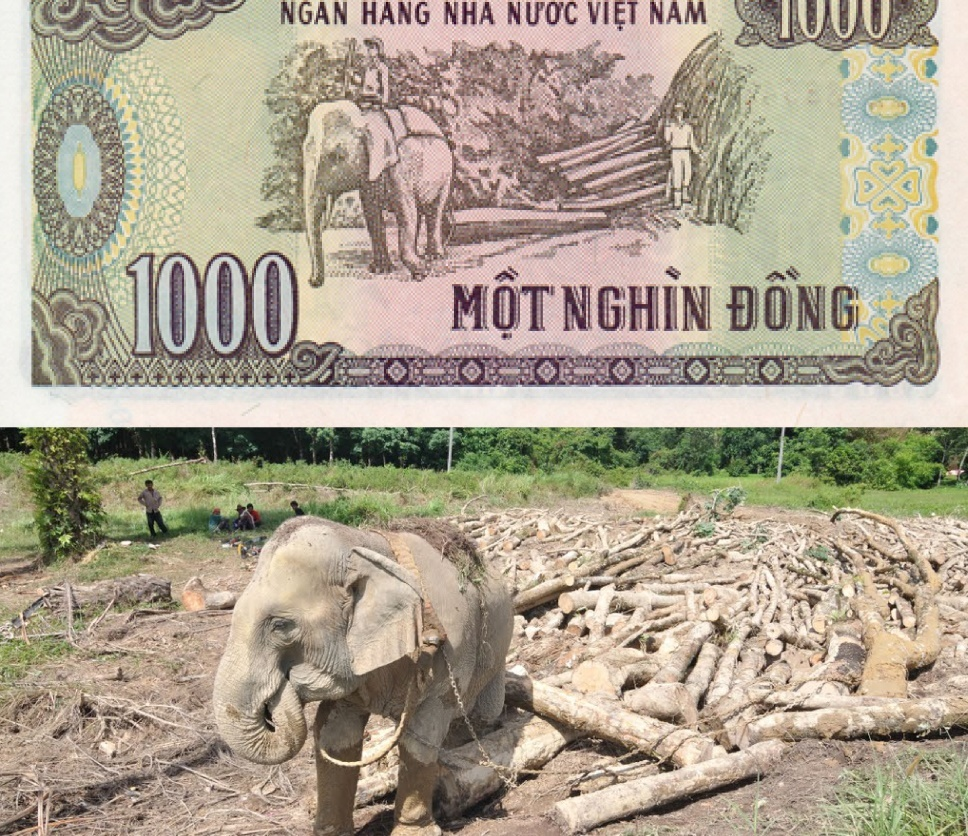 NGÂN HÀNG NHÀ NƯỚC VIỆT NAM
1000
1000
MỘT NGHÌN ĐỒNG